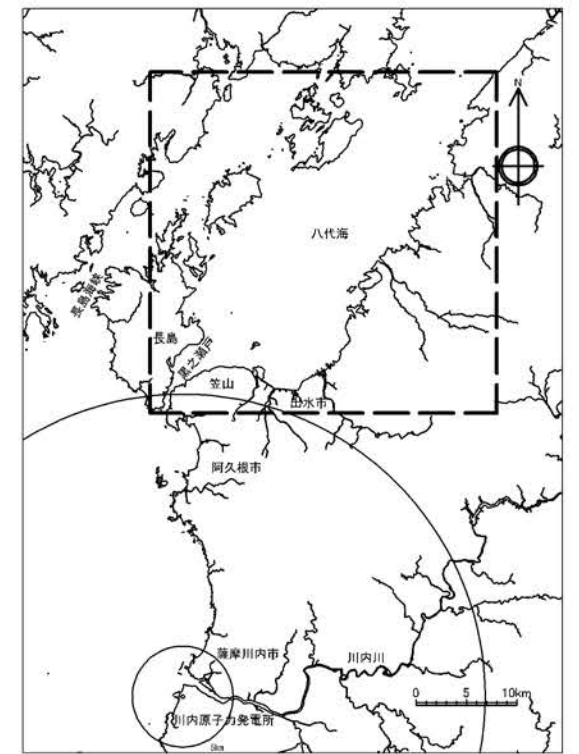 N
八代海
長島海峡
長島
黒之瀬戸
笠山
出水市
阿久根市
薩摩川内市
川内川
0 5 10km
川内原子力発電所
5km